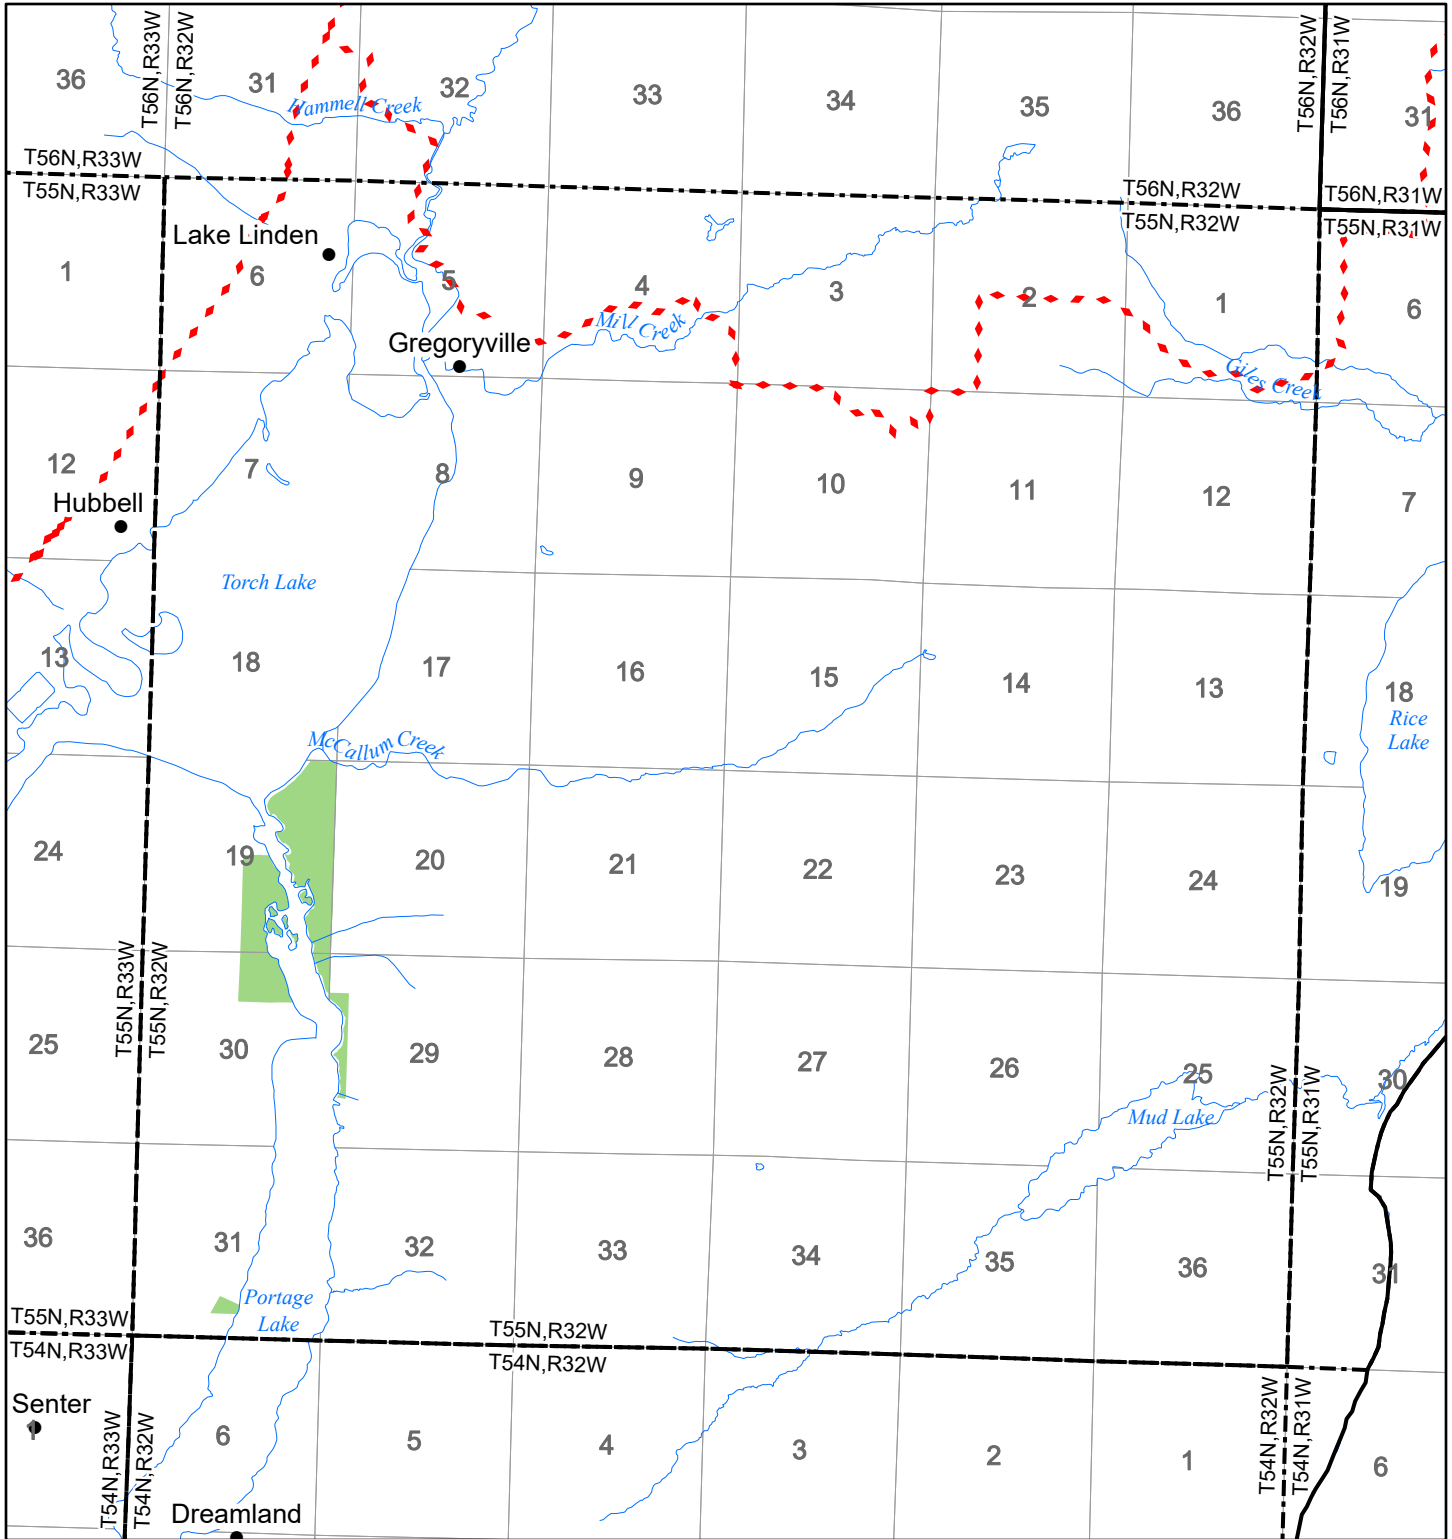 T56N,R33W
T56N,R32W
T56N,R32W
T56N,R31W
36
31
32
33
34
35
36
31
Hammell Creek
T56N,R33W
T55N,R33W
T56N,R32W
T55N,R32W
T56N,R31W
T55N,R31W
Lake Linden
1
6
5
4
3
2
1
6
Mill Creek
Gregoryville
Giles Creek
12
7
8
9
10
11
12
7
Hubbell
Torch Lake
13
18
17
16
15
14
13
18
Rice
Lake
McCallum Creek
24
19
20
21
22
23
24
19
T55N,R33W
T55N,R32W
25
30
29
28
27
26
25
30
T55N,R32W
T55N,R31W
Mud Lake
36
31
32
33
34
35
36
31
Portage
Lake
T55N,R33W
T54N,R33W
T55N,R32W
T54N,R32W
Senter
1
6
5
4
3
2
1
6
T54N,R33W
T54N,R32W
T54N,R32W
T54N,R31W
Dreamland